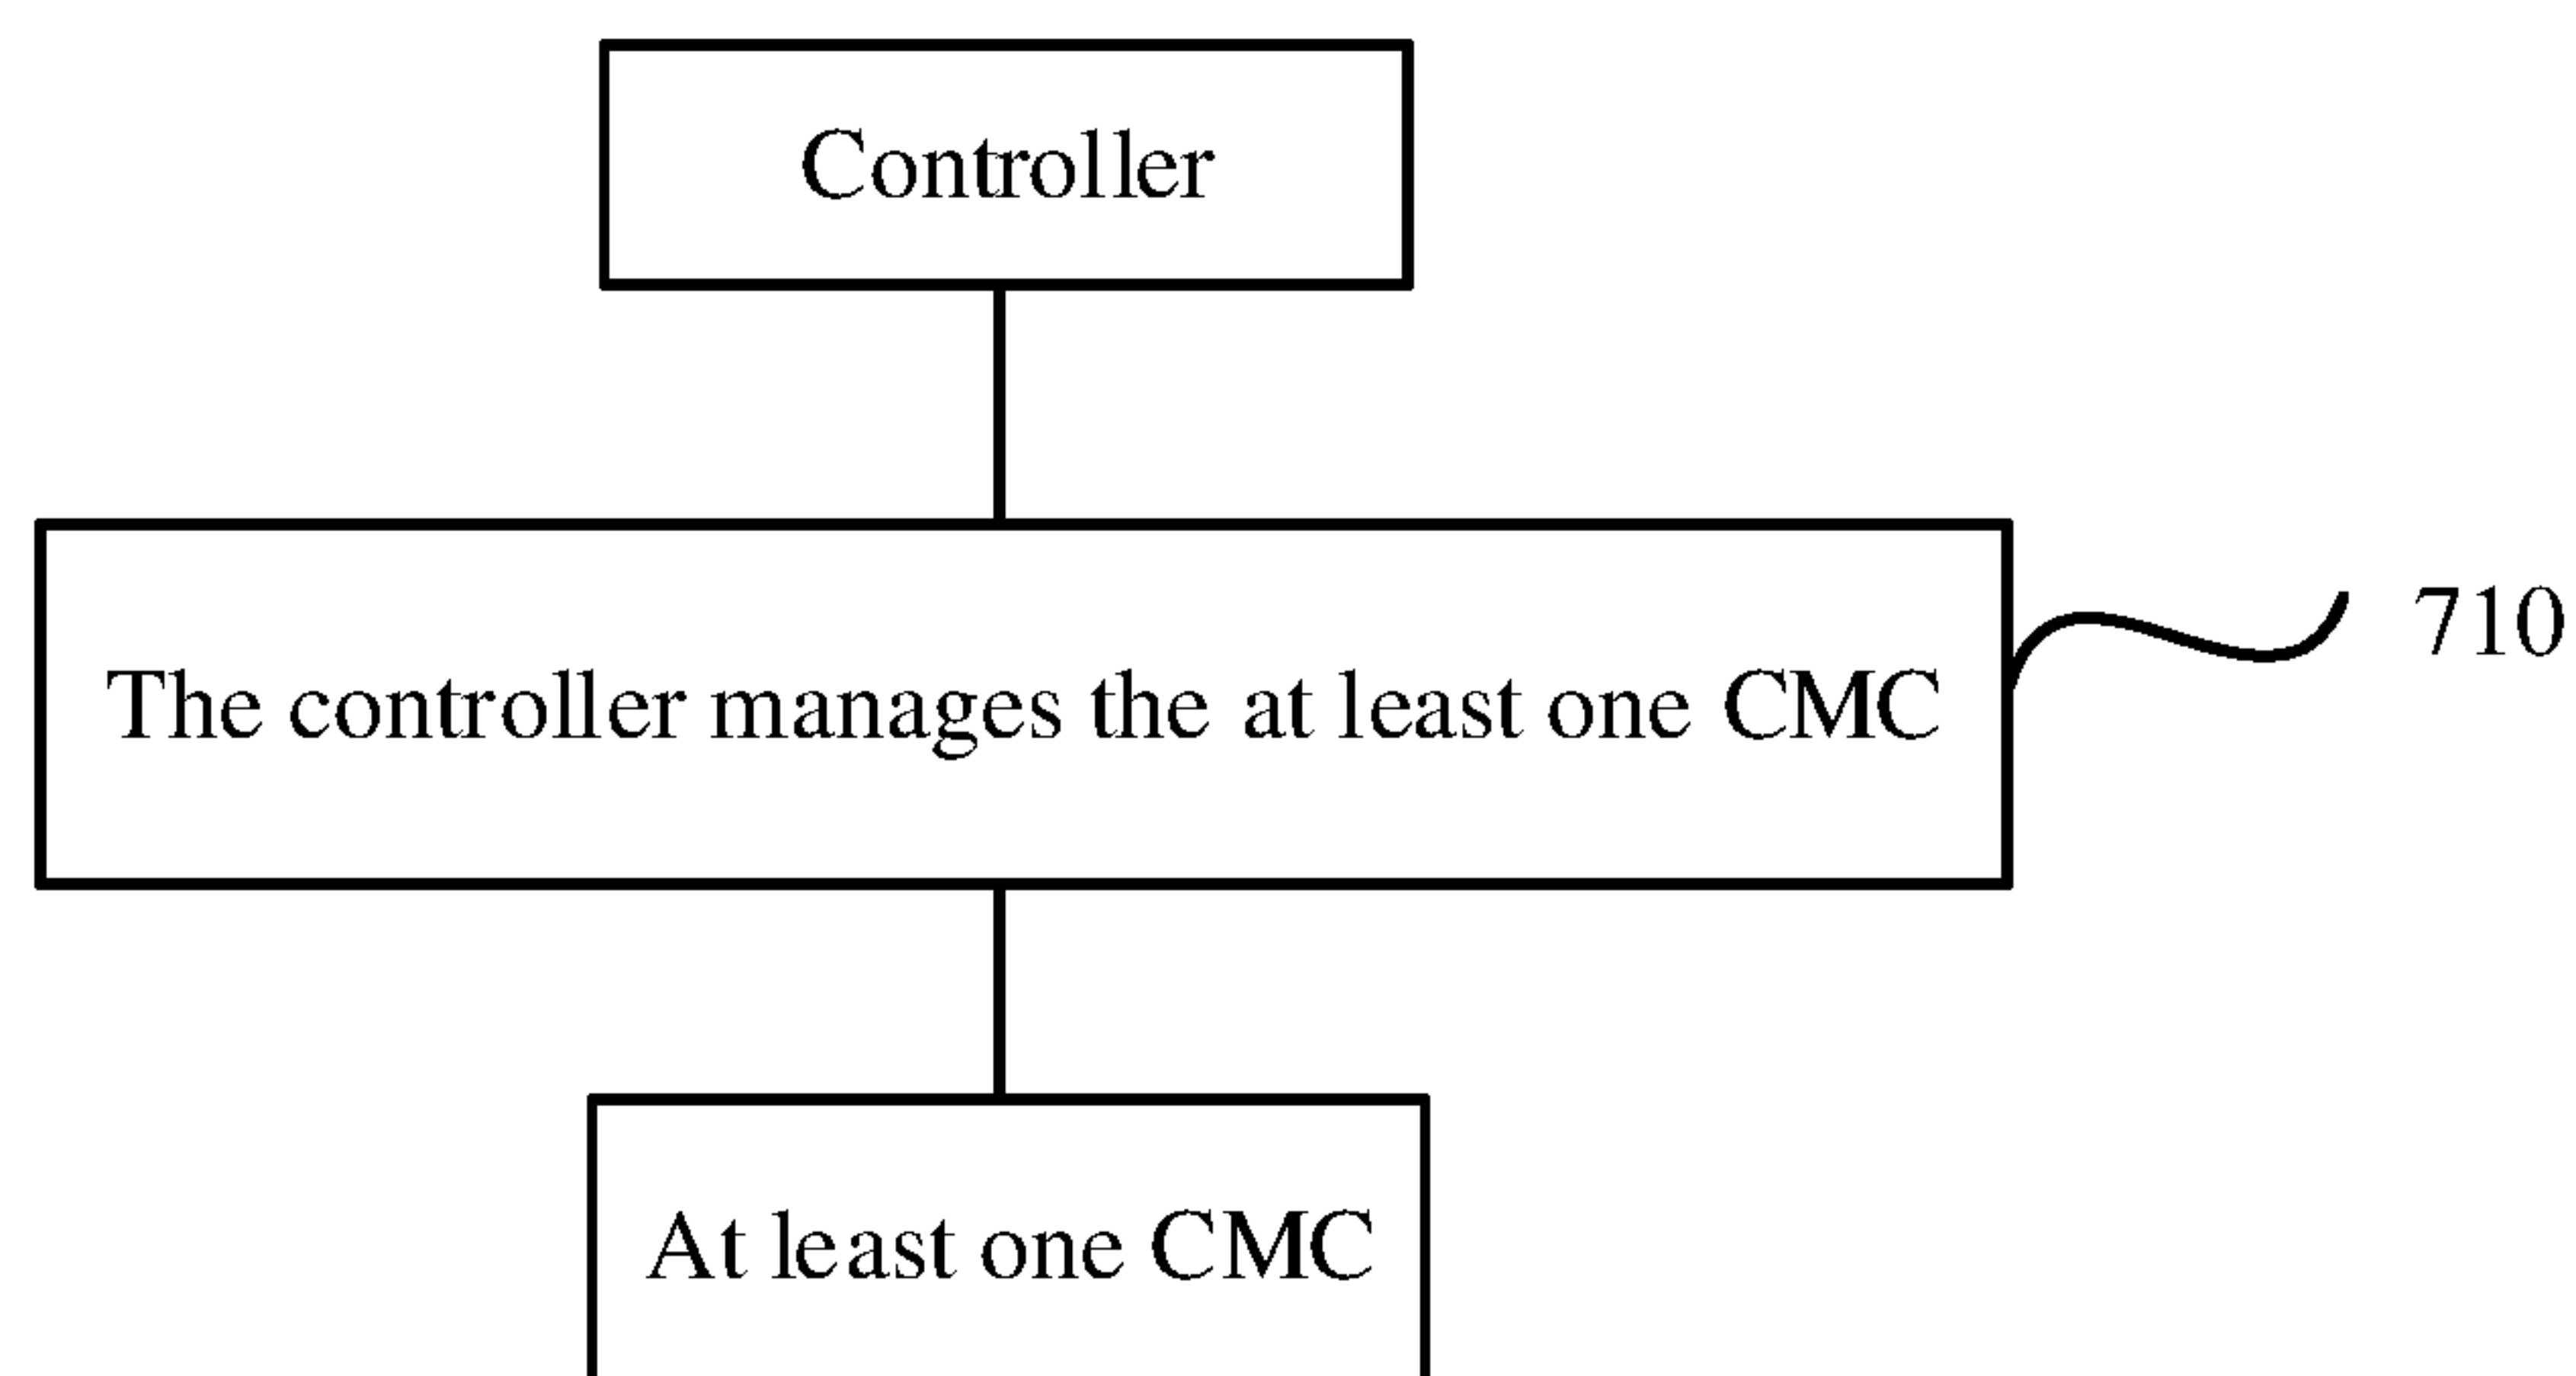 Controller
The controller manages the at least one CMC
710
At least one CMC